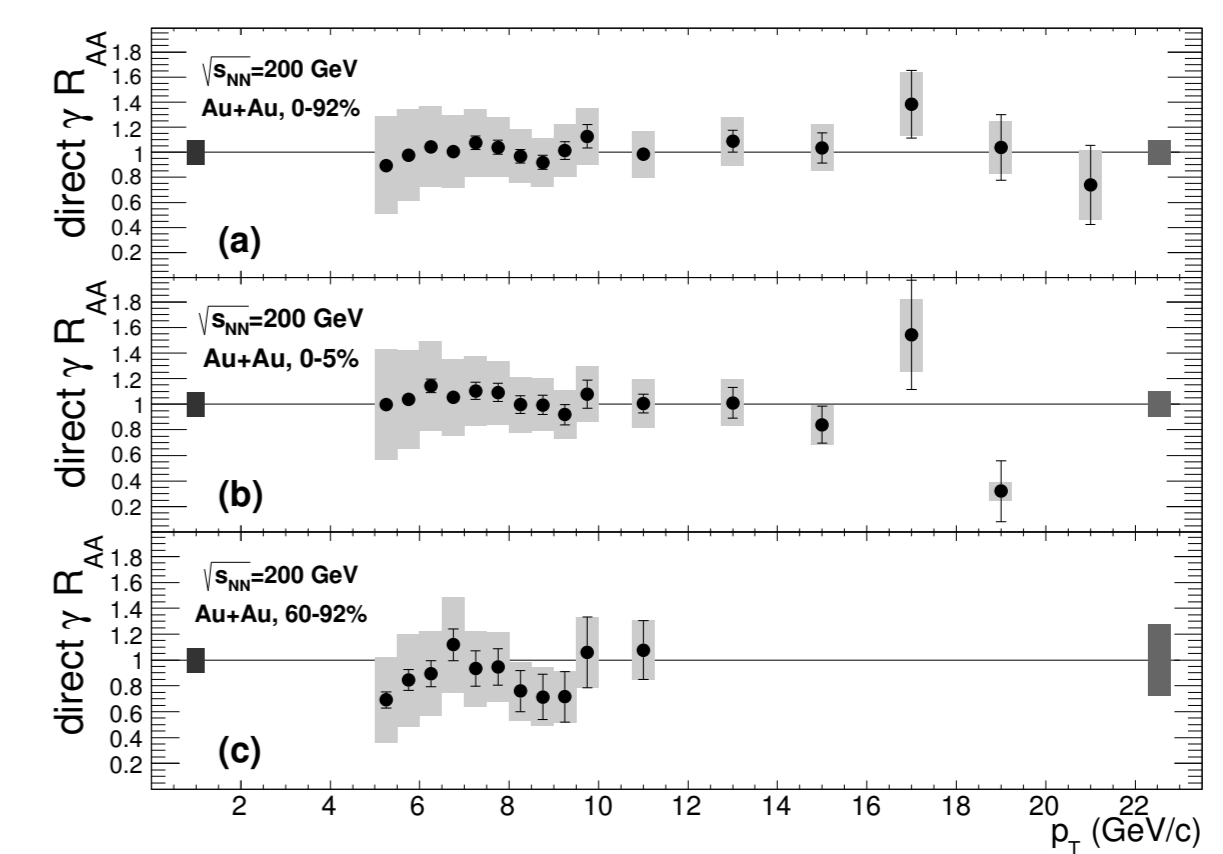 direct γ R_AA
1.8
1.6
1.4
1.2
1
0.8
0.6
0.4
0.2
√s_NN=200 GeV
Au+Au, 0-92%
(a)
direct γ R_AA
1.8
1.6
1.4
1.2
1
0.8
0.6
0.4
0.2
√s_NN=200 GeV
Au+Au, 0-5%
(b)
direct γ R_AA
1.8
1.6
1.4
1.2
1
0.8
0.6
0.4
0.2
√s_NN=200 GeV
Au+Au, 60-92%
(c)
2 4 6 8 10 12 14 16 18 20 22
p_T (GeV/c)